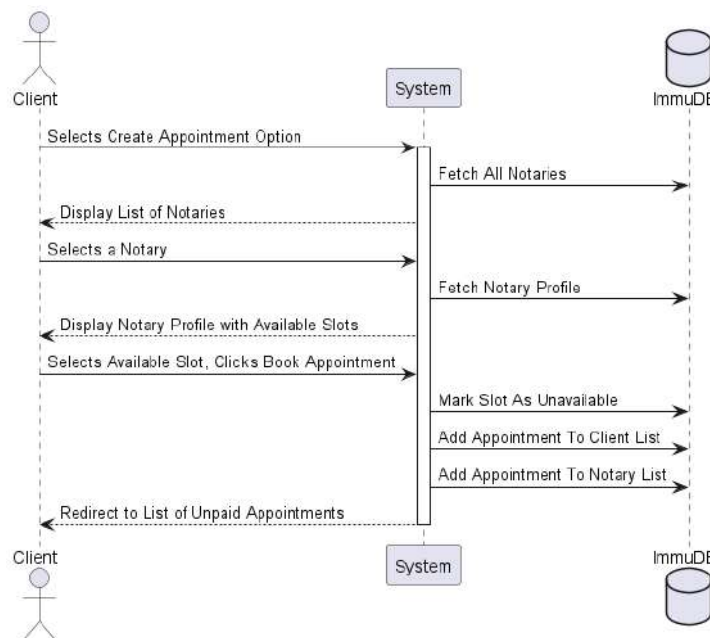 Client
System
ImmuDB
Selects Create Appointment Option
Fetch All Notaries
Display List of Notaries
Selects a Notary
Fetch Notary Profile
Display Notary Profile with Available Slots
Selects Available Slot, Clicks Book Appointment
Mark Slot As Unavailable
Add Appointment To Client List
Add Appointment To Notary List
Redirect to List of Unpaid Appointments
Client
System
ImmuDB